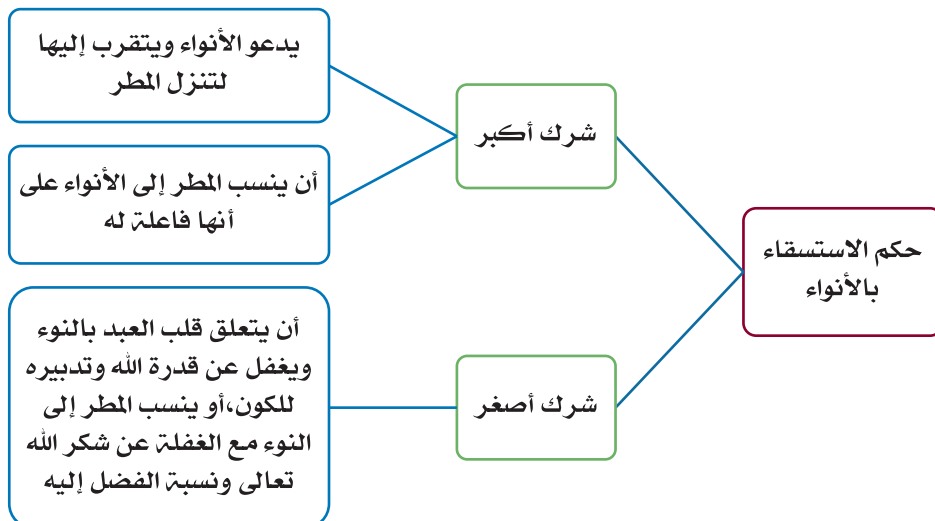 حكم الاستسقاء
بالأنواء
شرك أكبر
يدعو الأنواء ويتقرب إليها
لتنزل المطر
أن ينسب المطر إلى الأنواء على
أنها فاعلة له
شرك أصغر
أن يتعلق قلب العبد بالنوء
ويغفل عن قدرة الله وتدبيره
للكون،أو ينسب المطر إلى
النوء مع الغفلة عن شكر الله
تعالى ونسبة الفضل إليه